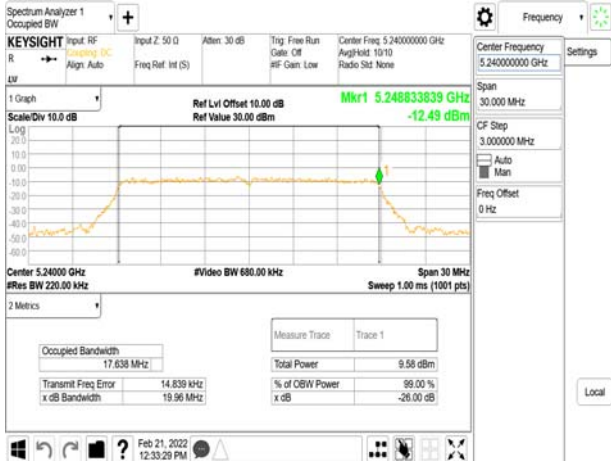 Spectrum Analyzer 1
Occupied BW
+
Frequency
KEYSIGHT Input: RF Input Z: 50 Ω Atten: 30 dB Trig: Free Run Center Freq: 5.240000000 GHz
R Coupling: DC Gate: Off Avg|Hold: 10/10
Align: Auto Freq Ref: Int (S) #IF Gain: Low Radio Std: None
Center Frequency
5.240000000 GHz
Settings
Span
30.000 MHz
CF Step
3.000000 MHz
Auto
Man
Freq Offset
0 Hz
Local
1 Graph
Ref Lvl Offset 10.00 dB
Mkr1 5.248833839 GHz
Scale/Div 10.0 dB
Ref Value 30.00 dBm
-12.49 dBm
Log
20.0
10.0
0.00
-10.0
-20.0
-30.0
-40.0
-50.0
-60.0
1
Center 5.24000 GHz #Video BW 680.00 kHz Span 30 MHz
#Res BW 220.00 kHz Sweep 1.00 ms (1001 pts)
2 Metrics
Measure Trace Trace 1
Occupied Bandwidth
17.638 MHz
Total Power 9.58 dBm
Transmit Freq Error 14.839 kHz
% of OBW Power 99.00 %
x dB Bandwidth 19.96 MHz
x dB -26.00 dB
?
Feb 21, 2022
12:33:29 PM